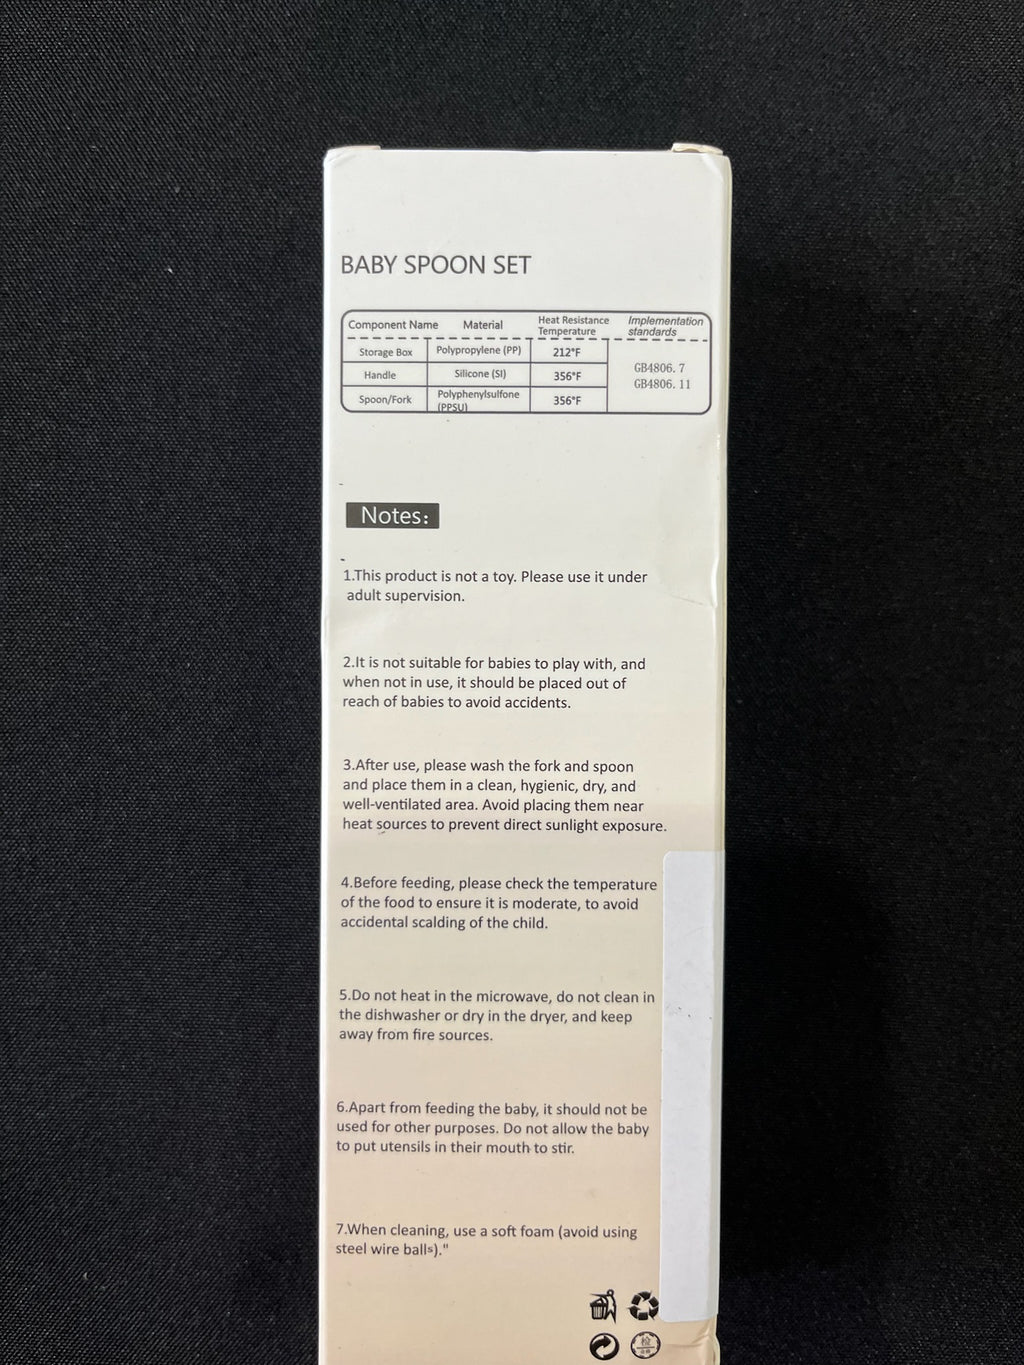 BABY SPOON SET
Component Name Material Heat Resistance Temperature Implementation standards
Storage Box Polypropylene (PP) 212°F
Handle Silicone (SI) 356°F
Spoon/Fork Polyphenylsulfone (PPSU) 356°F
GB4806. 7
GB4806. 11
Notes:
1.This product is not a toy. Please use it under
adult supervision.
2.It is not suitable for babies to play with, and
when not in use, it should be placed out of
reach of babies to avoid accidents.
3.After use, please wash the fork and spoon
and place them in a clean, hygienic, dry, and
well-ventilated area. Avoid placing them near
heat sources to prevent direct sunlight exposure.
4.Before feeding, please check the temperature
of the food to ensure it is moderate, to avoid
accidental scalding of the child.
5.Do not heat in the microwave, do not clean in
the dishwasher or dry in the dryer, and keep
away from fire sources.
6.Apart from feeding the baby, it should not be
used for other purposes. Do not allow the baby
to put utensils in their mouth to stir.
7.When cleaning, use a soft foam (avoid using
steel wire balls)."